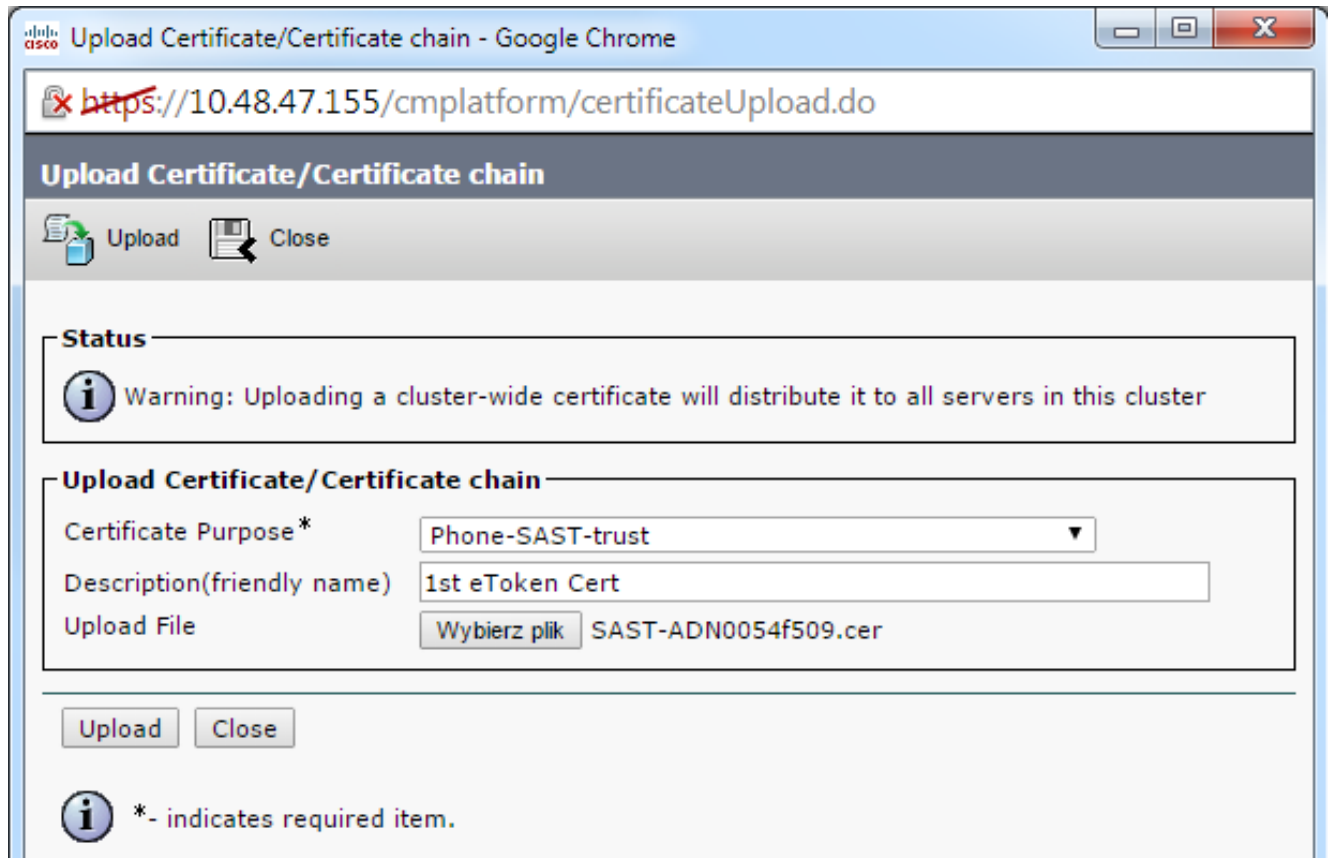 cisco Upload Certificate/Certificate chain - Google Chrome
https://10.48.47.155/cmplatform/certificateUpload.do
Upload Certificate/Certificate chain
Upload Close
Status
Warning: Uploading a cluster-wide certificate will distribute it to all servers in this cluster
Upload Certificate/Certificate chain
Certificate Purpose* Phone-SAST-trust
Description(friendly name) 1st eToken Cert
Upload File Wybierz plik SAST-ADN0054f509.cer
Upload Close
*- indicates required item.